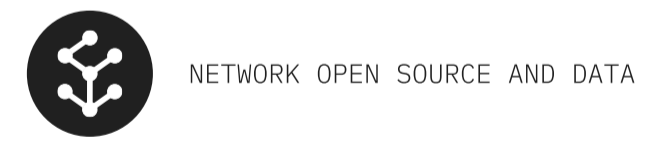 NETWORK OPEN SOURCE AND DATA